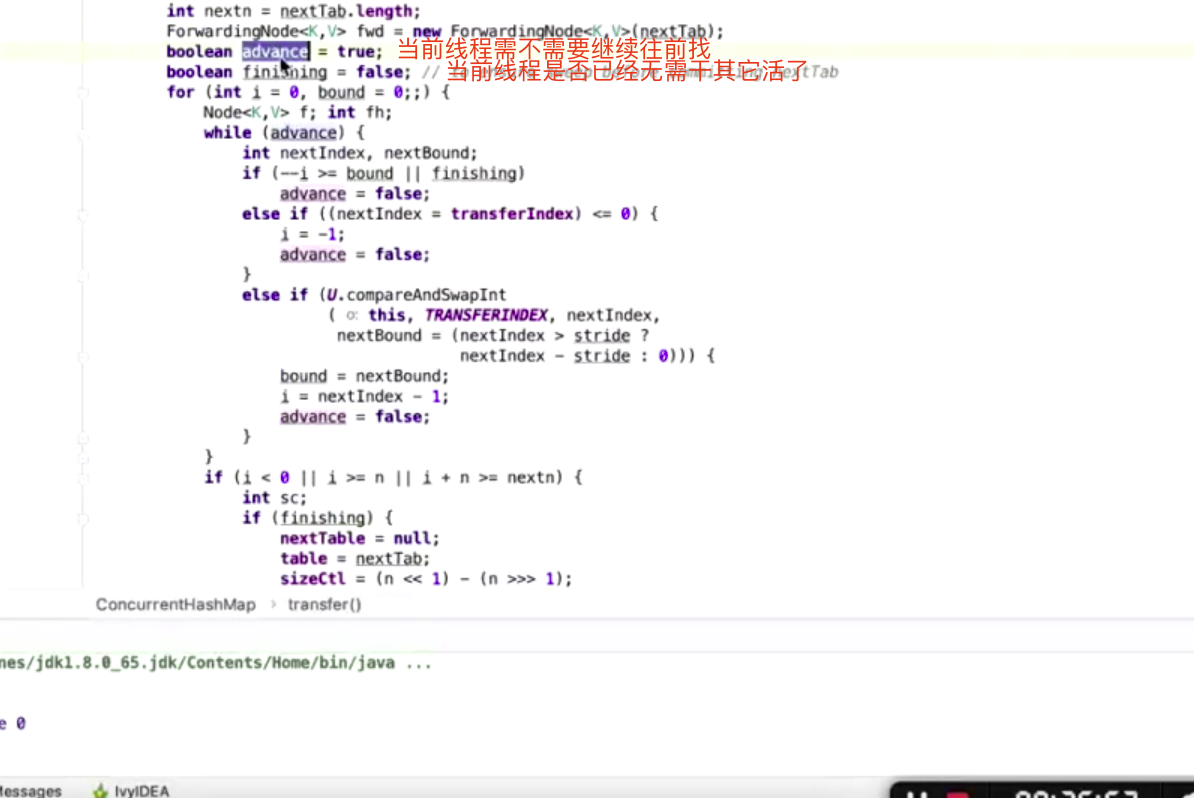 int nextn = nextTab.length;
ForwardingNode<K,V> fwd = new ForwardingNode<K,V>(nextTab);
boolean advance = true; 当前线程需不需要继续往前找
boolean finishing = false; // 当前线程是否已经无需干其它活了 nextTab
for (int i = 0, bound = 0;;) {
Node<K,V> f; int fh;
while (advance) {
int nextIndex, nextBound;
if (--i >= bound || finishing)
advance = false;
else if ((nextIndex = transferIndex) <= 0) {
i = -1;
advance = false;
}
else if (U.compareAndSwapInt
( o: this, TRANSFERINDEX, nextIndex,
nextBound = (nextIndex > stride ?
nextIndex - stride : 0))) {
bound = nextBound;
i = nextIndex - 1;
advance = false;
}
}
if (i < 0 || i >= n || i + n >= nextn) {
int sc;
if (finishing) {
nextTable = null;
table = nextTab;
sizeCtl = (n << 1) - (n >>> 1);
ConcurrentHashMap › transfer()
nes/jdk1.8.0_65.jdk/Contents/Home/bin/java ...
e 0
Messages IvyIDEA